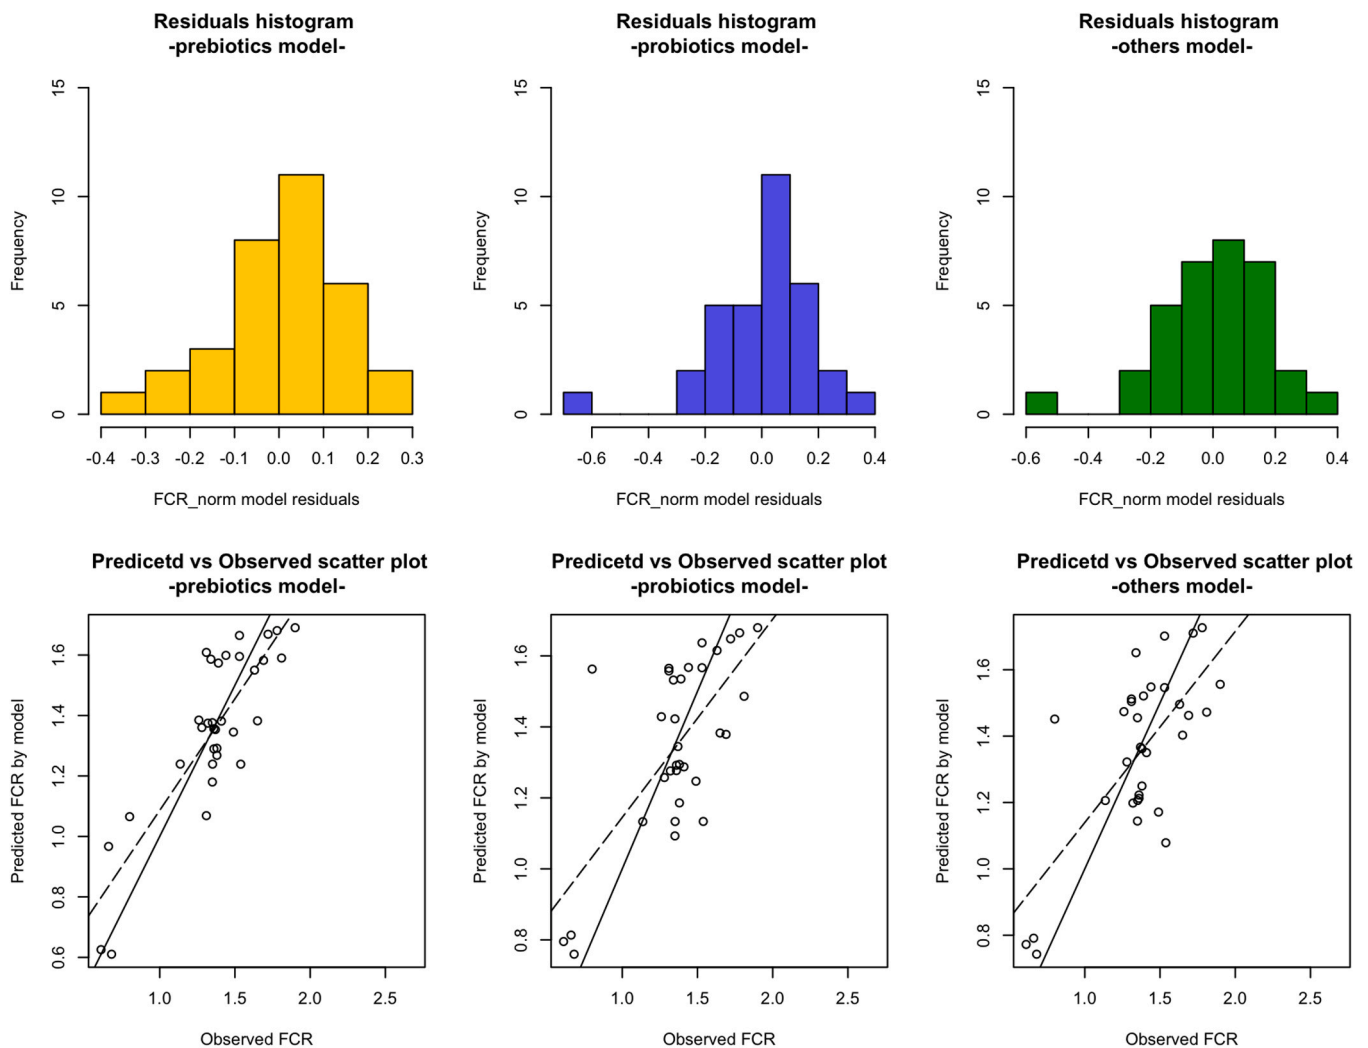 Residuals histogram
-prebiotics model-
Frequency
15
10
5
0
-0.4 -0.3 -0.2 -0.1 0.0 0.1 0.2 0.3
FCR_norm model residuals
Residuals histogram
-probiotics model-
Frequency
15
10
5
0
-0.6 -0.2 0.0 0.2 0.4
FCR_norm model residuals
Residuals histogram
-others model-
Frequency
15
10
5
0
-0.6 -0.2 0.0 0.2 0.4
FCR_norm model residuals
Predicetd vs Observed scatter plot
-prebiotics model-
Predicted FCR by model
1.6
1.4
1.2
1.0
0.8
0.6
1.0 1.5 2.0 2.5
Observed FCR
Predicetd vs Observed scatter plot
-probiotics model-
Predicted FCR by model
1.6
1.4
1.2
1.0
0.8
1.0 1.5 2.0 2.5
Observed FCR
Predicetd vs Observed scatter plot
-others model-
Predicted FCR by model
1.6
1.4
1.2
1.0
0.8
1.0 1.5 2.0 2.5
Observed FCR